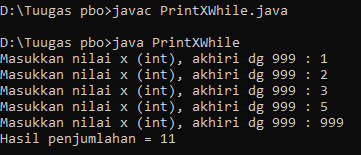 D:\Tuugas pbo>javac PrintXWhile.java
D:\Tuugas pbo>java PrintXWhile
Masukkan nilai x (int), akhiri dg 999 : 1
Masukkan nilai x (int), akhiri dg 999 : 2
Masukkan nilai x (int), akhiri dg 999 : 3
Masukkan nilai x (int), akhiri dg 999 : 5
Masukkan nilai x (int), akhiri dg 999 : 999
Hasil penjumlahan = 11